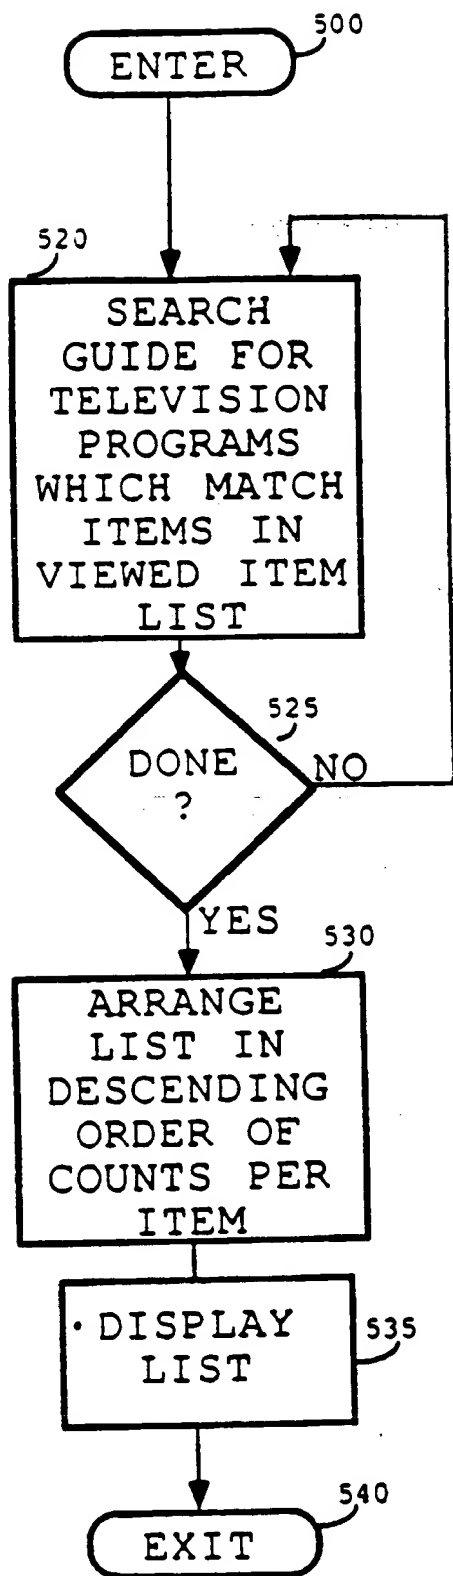 500
ENTER
520
SEARCH
GUIDE FOR
TELEVISION
PROGRAMS
WHICH MATCH
ITEMS IN
VIEWED ITEM
LIST
525
DONE
?
NO
YES
530
ARRANGE
LIST IN
DESCENDING
ORDER OF
COUNTS PER
ITEM
DISPLAY
LIST
535
540
EXIT